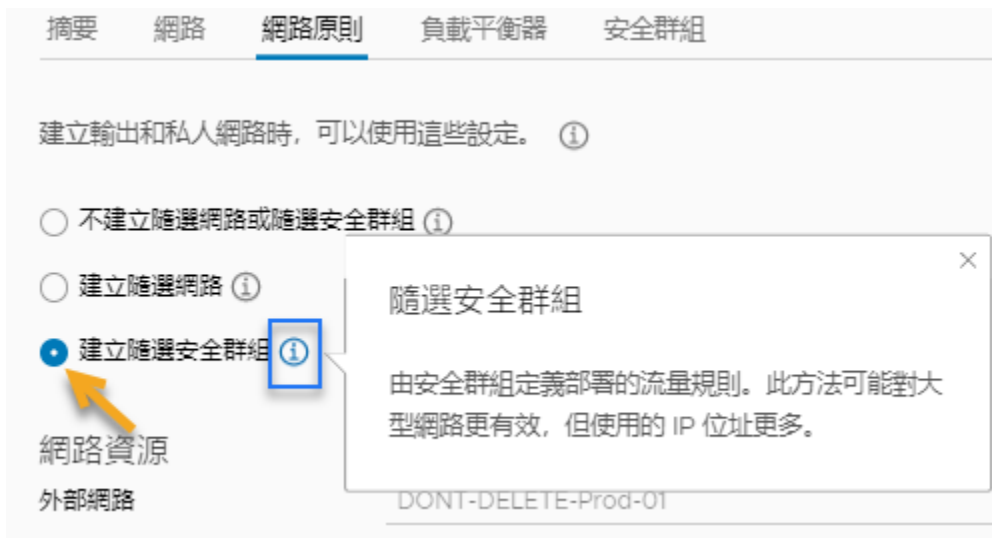 摘要 網路 網路原則 負載平衡器 安全群組
建立輸出和私人網路時，可以使用這些設定。
不建立隨選網路或隨選安全群組
建立隨選網路
建立隨選安全群組
隨選安全群組
由安全群組定義部署的流量規則。此方法可能對大
型網路更有效，但使用的 IP 位址更多。
網路資源
外部網路 DONT-DELETE-Prod-01